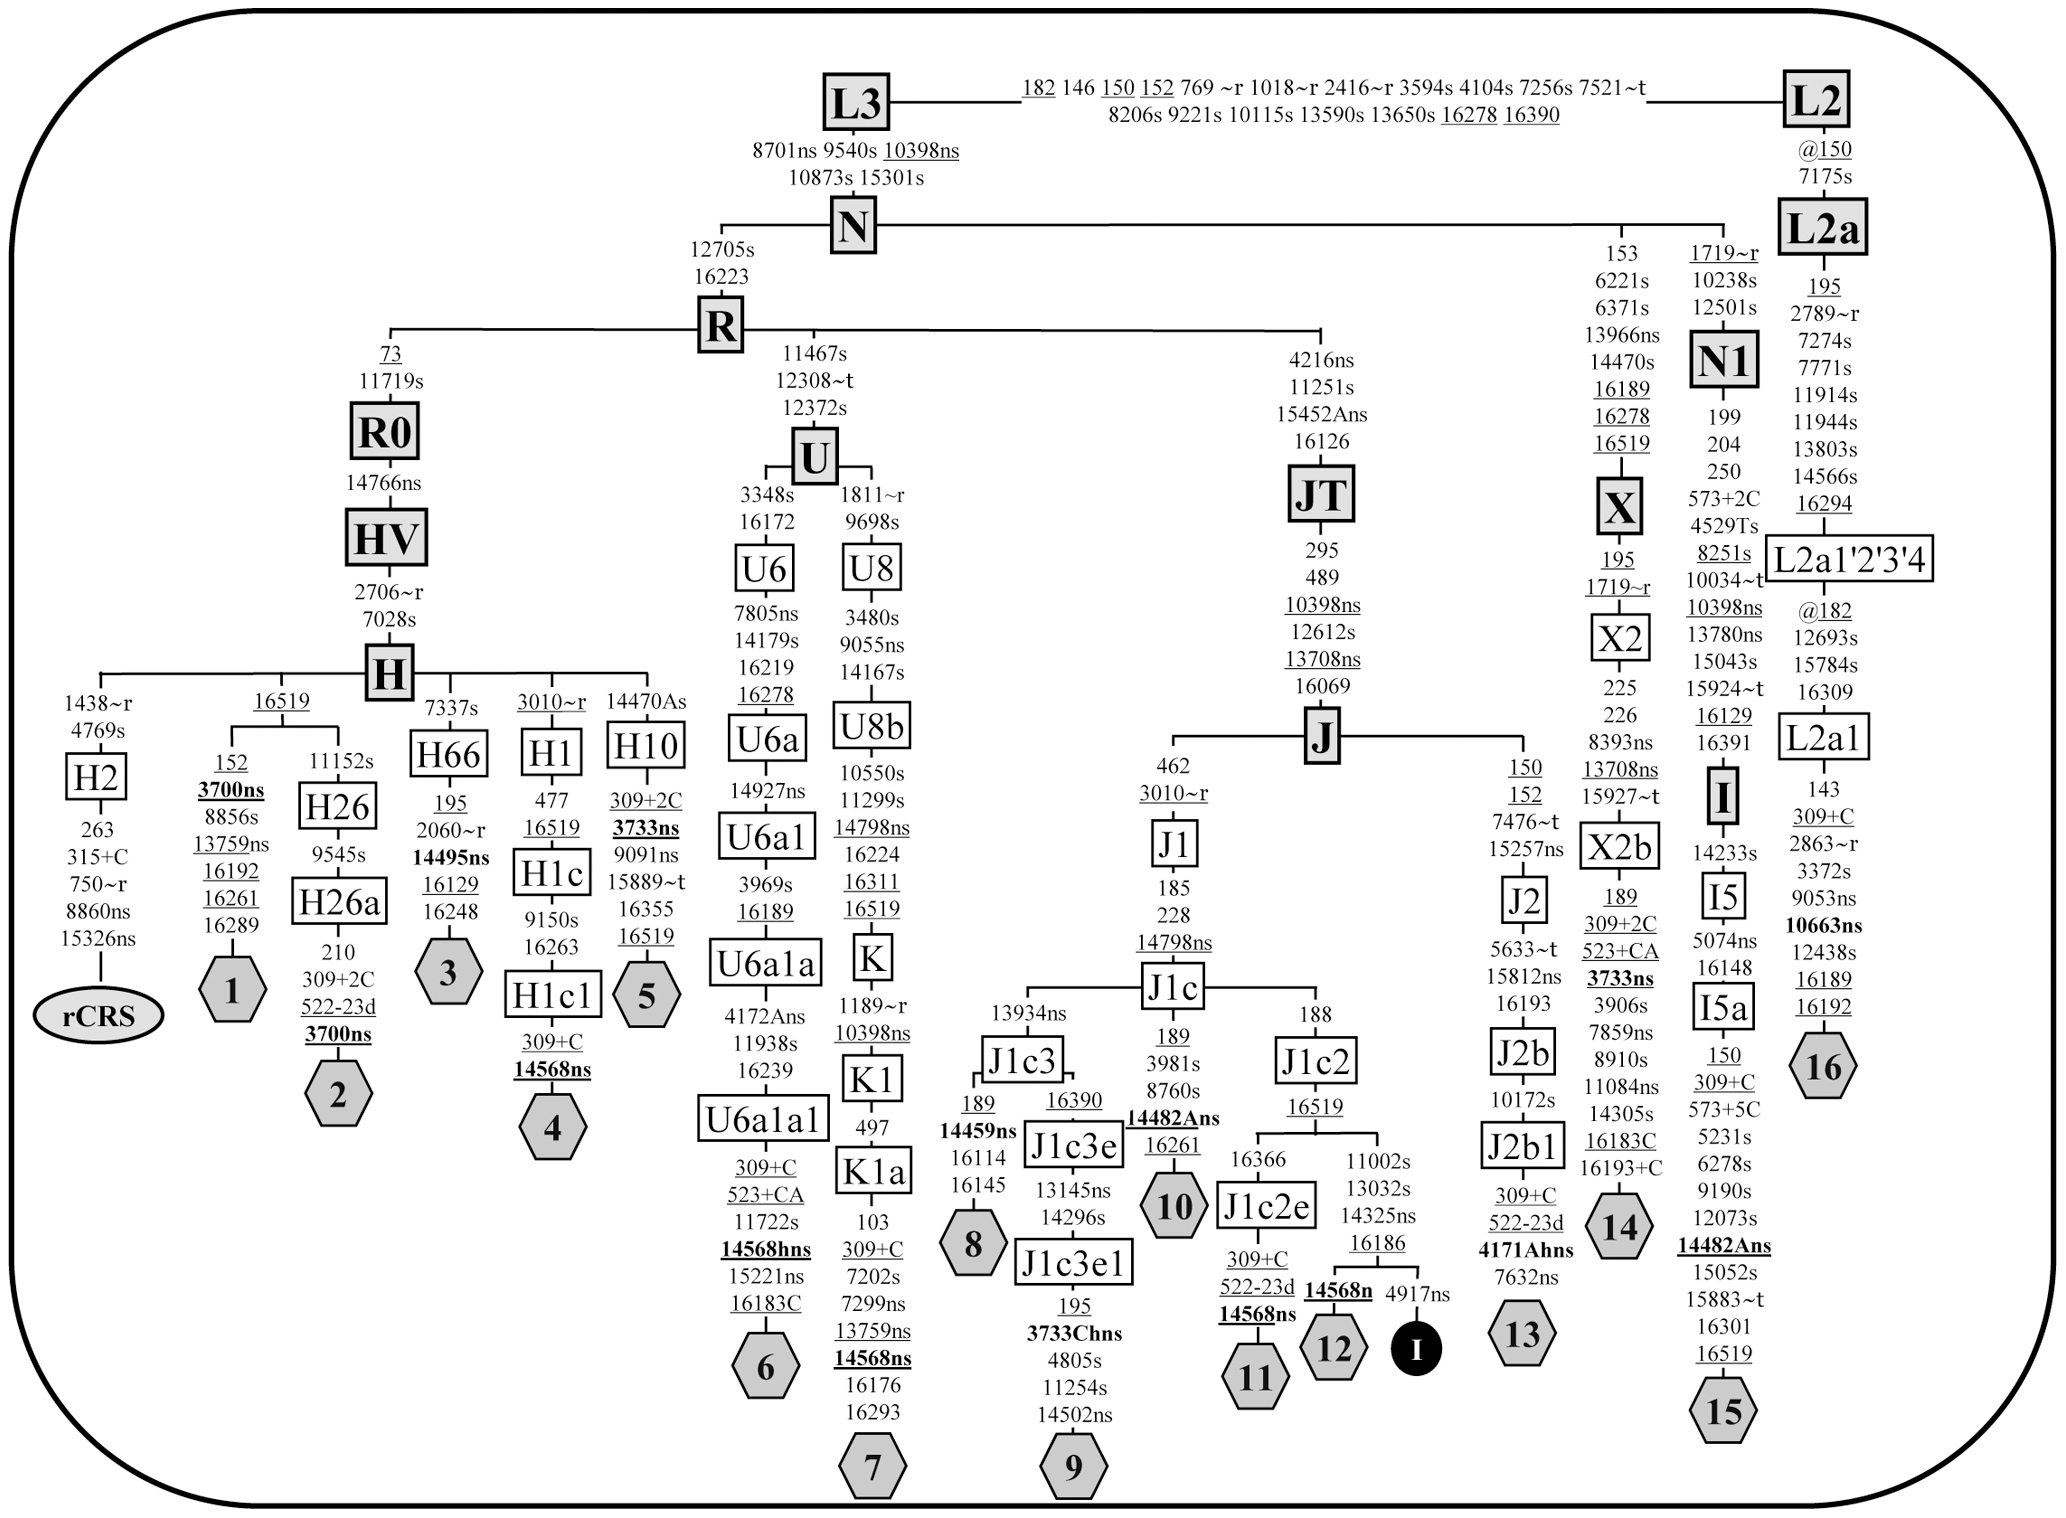 L3
182 146 150 152 769 ~r 1018~r 2416~r 3594s 4104s 7256s 7521~t
8206s 9221s 10115s 13590s 13650s 16278 16390
L2
8701ns 9540s 10398ns
10873s 15301s
N
@150
7175s
L2a
195
2789~r
7274s
7771s
11914s
11944s
13803s
14566s
16294
L2a1'2'3'4
@182
12693s
15784s
16309
L2a1
143
309+C
2863~r
3372s
9053ns
10663ns
12438s
16189
16192
16
12705s
16223
R
73
11719s
R0
14766ns
HV
2706~r
7028s
H
1438~r
4769s
H2
263
315+C
750~r
8860ns
15326ns
rCRS
16519
152
3700ns
8856s
13759ns
16192
16261
16289
1
11152s
H26
9545s
H26a
210
309+2C
522-23d
3700ns
2
7337s
H66
195
2060~r
14495ns
16129
16248
3
3010~r
H1
477
16519
H1c
9150s
16263
H1c1
309+C
14568ns
4
14470As
H10
309+2C
3733ns
9091ns
15889~t
16355
16519
5
11467s
12308~t
12372s
U
3348s
16172
U6
7805ns
14179s
16219
16278
U6a
14927ns
U6a1
3969s
16189
U6a1a
4172Ans
11938s
16239
U6a1a1
309+C
523+CA
11722s
14568hns
15221ns
16183C
6
1811~r
9698s
U8
3480s
9055ns
14167s
U8b
10550s
11299s
14798ns
16224
16311
16519
K
1189~r
10398ns
K1
497
K1a
103
309+C
7202s
7299ns
13759ns
14568ns
16176
16293
7
4216ns
11251s
15452Ans
16126
JT
295
489
10398ns
12612s
13708ns
16069
J
462
3010~r
J1
185
228
14798ns
J1c
13934ns
J1c3
189
14459ns
16114
16145
8
16390
J1c3e
13145ns
14296s
J1c3e1
195
3733Chns
4805s
11254s
14502ns
9
189
3981s
8760s
14482Ans
16261
10
188
J1c2
16519
16366
J1c2e
309+C
522-23d
14568ns
11
11002s
13032s
14325ns
16186
14568n
12
4917ns
I
150
152
7476~t
15257ns
J2
5633~t
15812ns
16193
J2b
10172s
J2b1
309+C
522-23d
4171Ahns
7632ns
13
153
6221s
6371s
13966ns
14470s
16189
16278
16519
X
195
1719~r
X2
225
226
8393ns
13708ns
15927~t
X2b
189
309+2C
523+CA
3733ns
3906s
7859ns
8910s
11084ns
14305s
16183C
16193+C
14
1719~r
10238s
12501s
N1
199
204
250
573+2C
4529Ts
8251s
10034~t
10398ns
13780ns
15043s
15924~t
16129
16391
I
14233s
I5
5074ns
16148
I5a
150
309+C
573+5C
5231s
6278s
9190s
12073s
14482Ans
15052s
15883~t
16301
16519
15